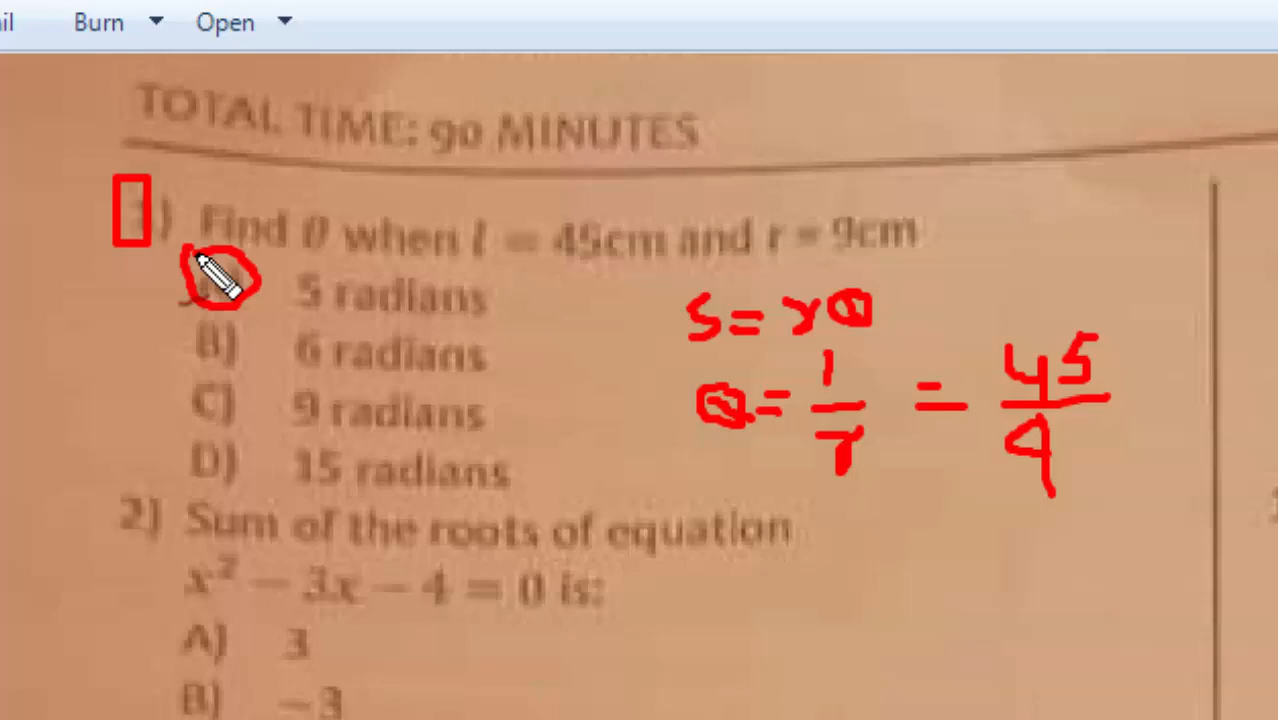 Burn Open
TOTAL TIME: 90 MINUTES
1) Find θ when l = 45cm and r = 9cm
5 radians
B) 6 radians
C) 9 radians
D) 15 radians
S = rθ
θ = l/r = 45/9
2) Sum of the roots of equation
x² − 3x − 4 = 0 is:
A) 3
B) −3